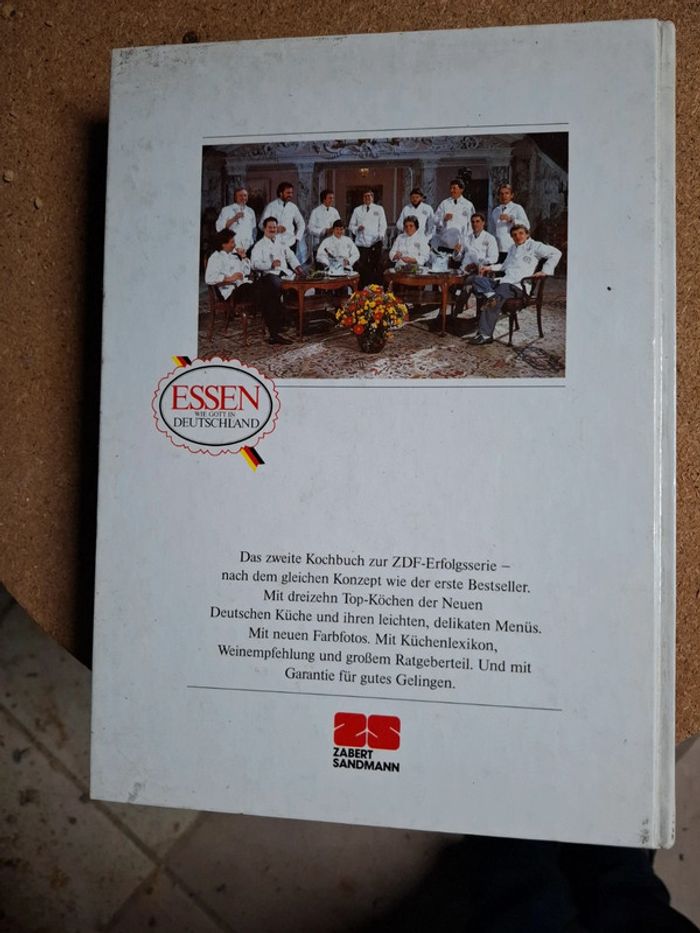 ESSEN
WIE GOTT IN
DEUTSCHLAND
Das zweite Kochbuch zur ZDF-Erfolgsserie –
nach dem gleichen Konzept wie der erste Bestseller.
Mit dreizehn Top-Köchen der Neuen
Deutschen Küche und ihren leichten, delikaten Menüs.
Mit neuen Farbfotos. Mit Küchenlexikon,
Weinempfehlung und großem Ratgeberteil. Und mit
Garantie für gutes Gelingen.
ZS
ZABERT
SANDMANN